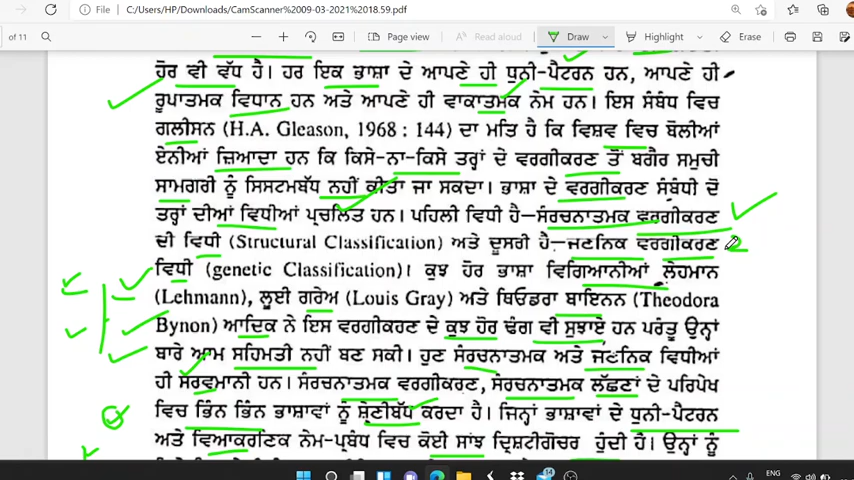 File
C:/Users/HP/Downloads/CamScanner%2009-03-2021%2018.59.pdf
of 11
Page view
Read aloud
Draw
Highlight
Erase
ਹੋਰ ਵੀ ਵੱਧ ਹੈ। ਹਰ ਇਕ ਭਾਸ਼ਾ ਦੇ ਆਪਣੇ ਹੀ ਧੁਨੀ-ਪੈਟਰਨ ਹਨ, ਆਪਣੇ ਹੀ
ਰੂਪਾਤਮਕ ਵਿਧਾਨ ਹਨ ਅਤੇ ਆਪਣੇ ਹੀ ਵਾਕਾਤਮਕ ਨੇਮ ਹਨ। ਇਸ ਸੰਬੰਧ ਵਿਚ
ਗਲੀਸਨ (H.A. Gleason, 1968 : 144) ਦਾ ਮਤਿ ਹੈ ਕਿ ਵਿਸ਼ਵ ਵਿਚ ਬੋਲੀਆਂ
ਏਨੀਆਂ ਜ਼ਿਆਦਾ ਹਨ ਕਿ ਕਿਸੇ-ਨਾ-ਕਿਸੇ ਤਰ੍ਹਾਂ ਦੇ ਵਰਗੀਕਰਣ ਤੋਂ ਬਗੈਰ ਸਮੁਚੀ
ਸਾਮਗਰੀ ਨੂੰ ਸਿਸਟਮਬੱਧ ਨਹੀਂ ਕੀਤਾ ਜਾ ਸਕਦਾ। ਭਾਸ਼ਾ ਦੇ ਵਰਗੀਕਰਣ ਸੰਬੰਧੀ ਦੋ
ਤਰ੍ਹਾਂ ਦੀਆਂ ਵਿਧੀਆਂ ਪ੍ਰਚਲਿਤ ਹਨ। ਪਹਿਲੀ ਵਿਧੀ ਹੈ—ਸੰਰਚਨਾਤਮਕ ਵਰਗੀਕਰਣ
ਦੀ ਵਿਧੀ (Structural Classification) ਅਤੇ ਦੂਸਰੀ ਹੈ—ਜਣਨਿਕ ਵਰਗੀਕਰਣ
ਵਿਧੀ (genetic Classification)। ਕੁਝ ਹੋਰ ਭਾਸ਼ਾ ਵਿਗਿਆਨੀਆਂ ਲੇਹਮਾਨ
(Lehmann), ਲੂਈ ਗਰੇਅ (Louis Gray) ਅਤੇ ਥਿਓਡਰਾ ਬਾਇਨਨ (Theodora
Bynon) ਆਦਿਕ ਨੇ ਇਸ ਵਰਗੀਕਰਣ ਦੇ ਕੁਝ ਹੋਰ ਢੰਗ ਵੀ ਸੁਝਾਏ ਹਨ ਪਰੰਤੂ ਉਨ੍ਹਾਂ
ਬਾਰੇ ਆਮ ਸਹਿਮਤੀ ਨਹੀਂ ਬਣ ਸਕੀ। ਹੁਣ ਸੰਰਚਨਾਤਮਕ ਅਤੇ ਜਣਨਿਕ ਵਿਧੀਆਂ
ਹੀ ਸਰਵਮਾਨੀ ਹਨ। ਸੰਰਚਨਾਤਮਕ ਵਰਗੀਕਰਣ, ਸੰਰਚਨਾਤਮਕ ਲੱਛਣਾਂ ਦੇ ਪਰਿਪੇਖ
ਵਿਚ ਭਿੰਨ ਭਿੰਨ ਭਾਸ਼ਾਵਾਂ ਨੂੰ ਸ਼੍ਰੇਣੀਬੱਧ ਕਰਦਾ ਹੈ। ਜਿਨ੍ਹਾਂ ਭਾਸ਼ਾਵਾਂ ਦੇ ਧੁਨੀ-ਪੈਟਰਨ
ਅਤੇ ਵਿਆਕਰਣਿਕ ਨੇਮ-ਪ੍ਰਬੰਧ ਵਿਚ ਕੋਈ ਸਾਂਝ ਦ੍ਰਿਸ਼ਟੀਗੋਚਰ ਹੁੰਦੀ ਹੈ। ਉਨ੍ਹਾਂ ਨੂੰ
14
ENG